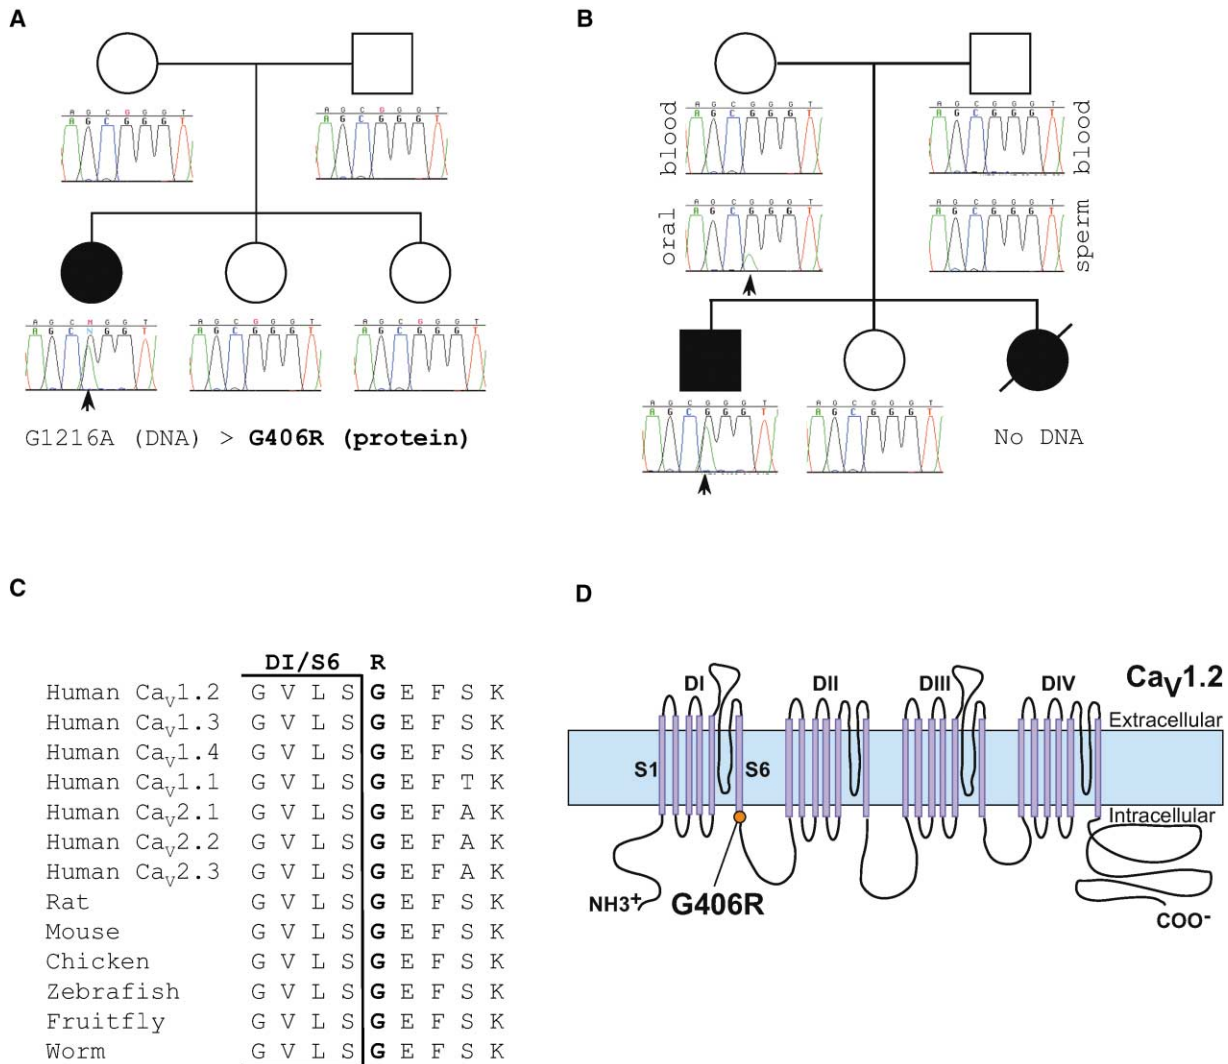 A
A G C G G G T
A G C G G G T
A G C G G G T
A G C G G G T
A G C M G G T
A G C N G G T
A G C G G G T
A G C G G G T
A G C G G G T
A G C G G G T
G1216A (DNA) > G406R (protein)
B
blood
A G C G G G T
A G C G G G T
A G C G G G T
A G C G G G T
blood
oral
A G C G G G T
A G C G G G T
A G C G G G T
A G C G G G T
sperm
A G C G G G T
A G C G G G T
A G C G G G T
A G C G G G T
No DNA
C
DI/S6 R
Human CaV1.2 G V L S G E F S K
Human CaV1.3 G V L S G E F S K
Human CaV1.4 G V L S G E F S K
Human CaV1.1 G V L S G E F T K
Human CaV2.1 G V L S G E F A K
Human CaV2.2 G V L S G E F A K
Human CaV2.3 G V L S G E F A K
Rat G V L S G E F S K
Mouse G V L S G E F S K
Chicken G V L S G E F S K
Zebrafish G V L S G E F S K
Fruitfly G V L S G E F S K
Worm G V L S G E F S K
D
DI DII DIII DIV CaV1.2
Extracellular
S1 S6
Intracellular
NH3+ G406R COO-